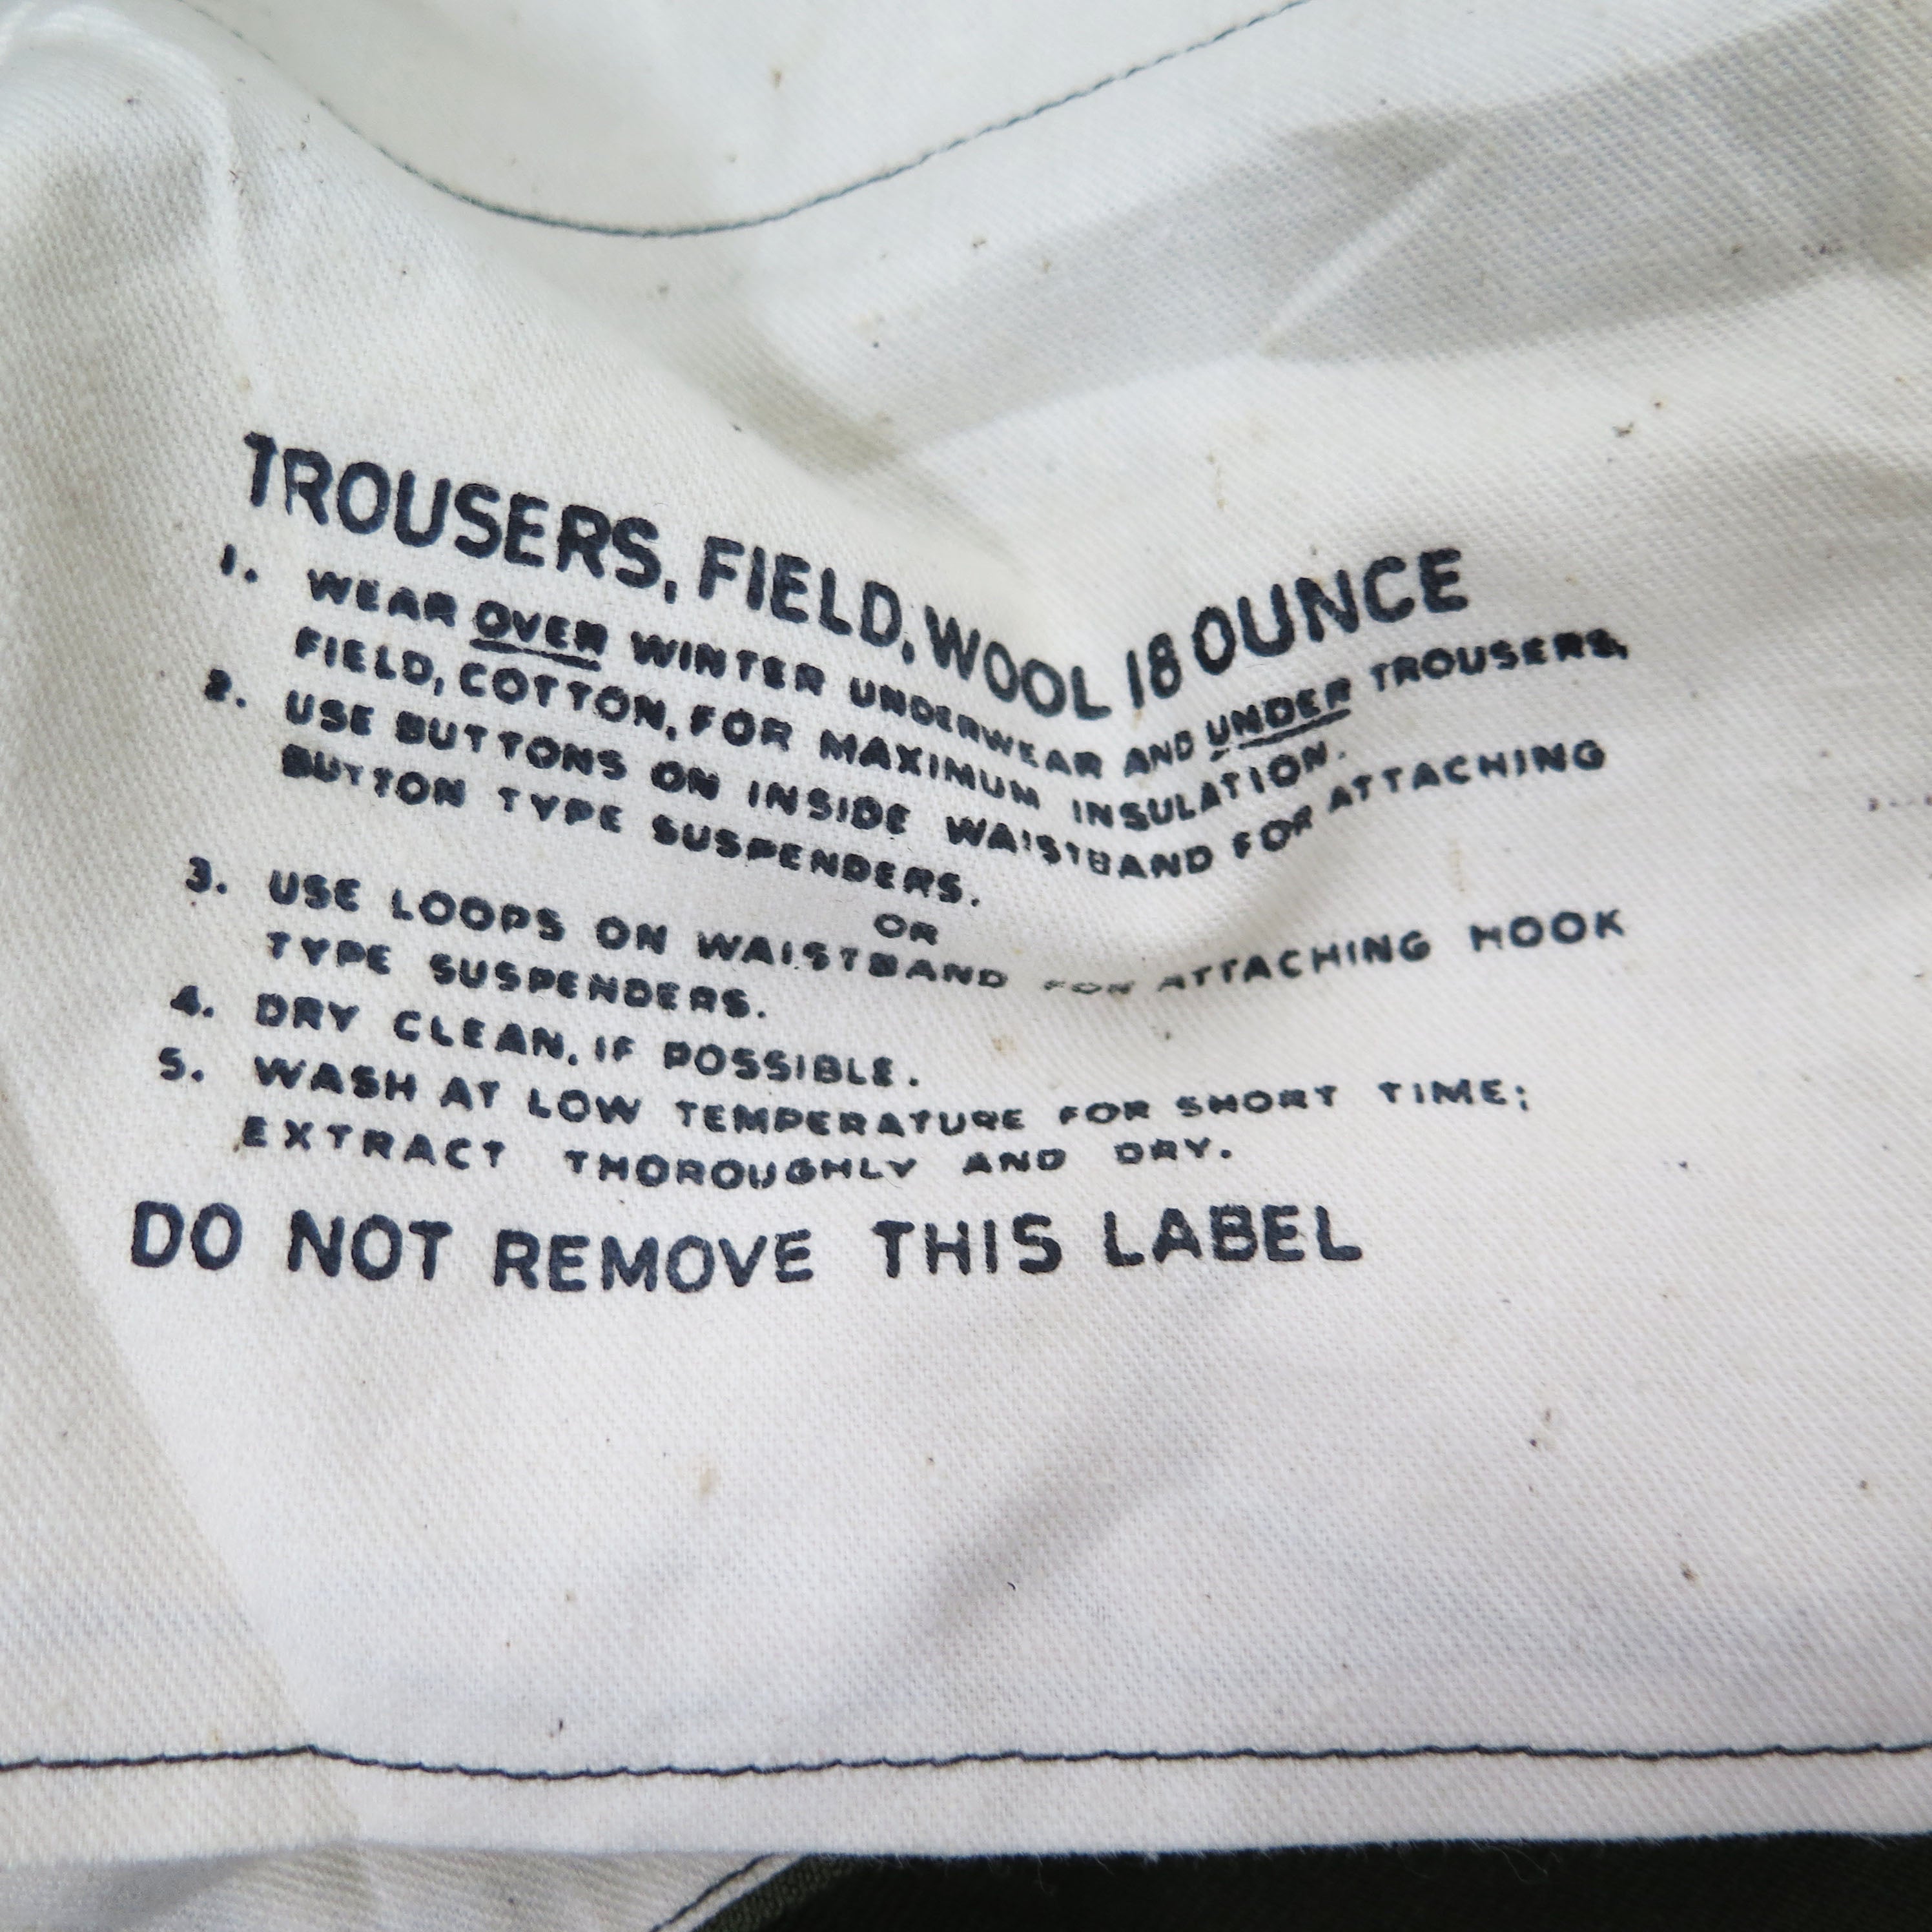 TROUSERS, FIELD, WOOL 18 OUNCE
1. WEAR OVER WINTER UNDERWEAR AND UNDER TROUSERS,
FIELD, COTTON, FOR MAXIMUM INSULATION.
2. USE BUTTONS ON INSIDE WAISTBAND FOR ATTACHING
BUTTON TYPE SUSPENDERS.
OR
3. USE LOOPS ON WAISTBAND FOR ATTACHING HOOK
TYPE SUSPENDERS.
4. DRY CLEAN, IF POSSIBLE.
5. WASH AT LOW TEMPERATURE FOR SHORT TIME;
EXTRACT THOROUGHLY AND DRY.
DO NOT REMOVE THIS LABEL